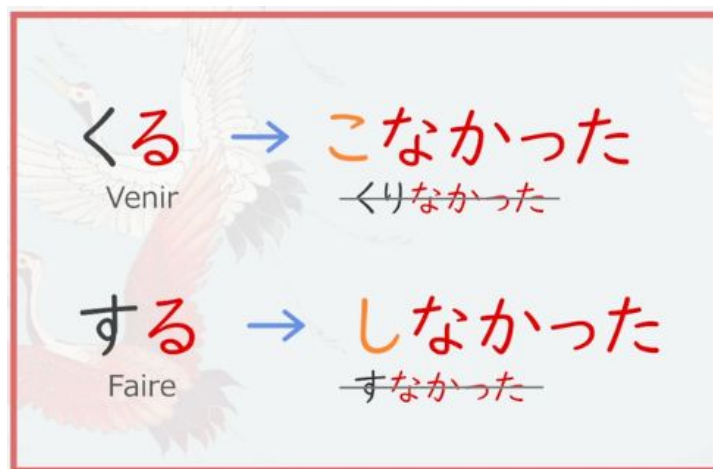 くる → こなかった
Venir くりなかった
する → しなかった
Faire すなかった